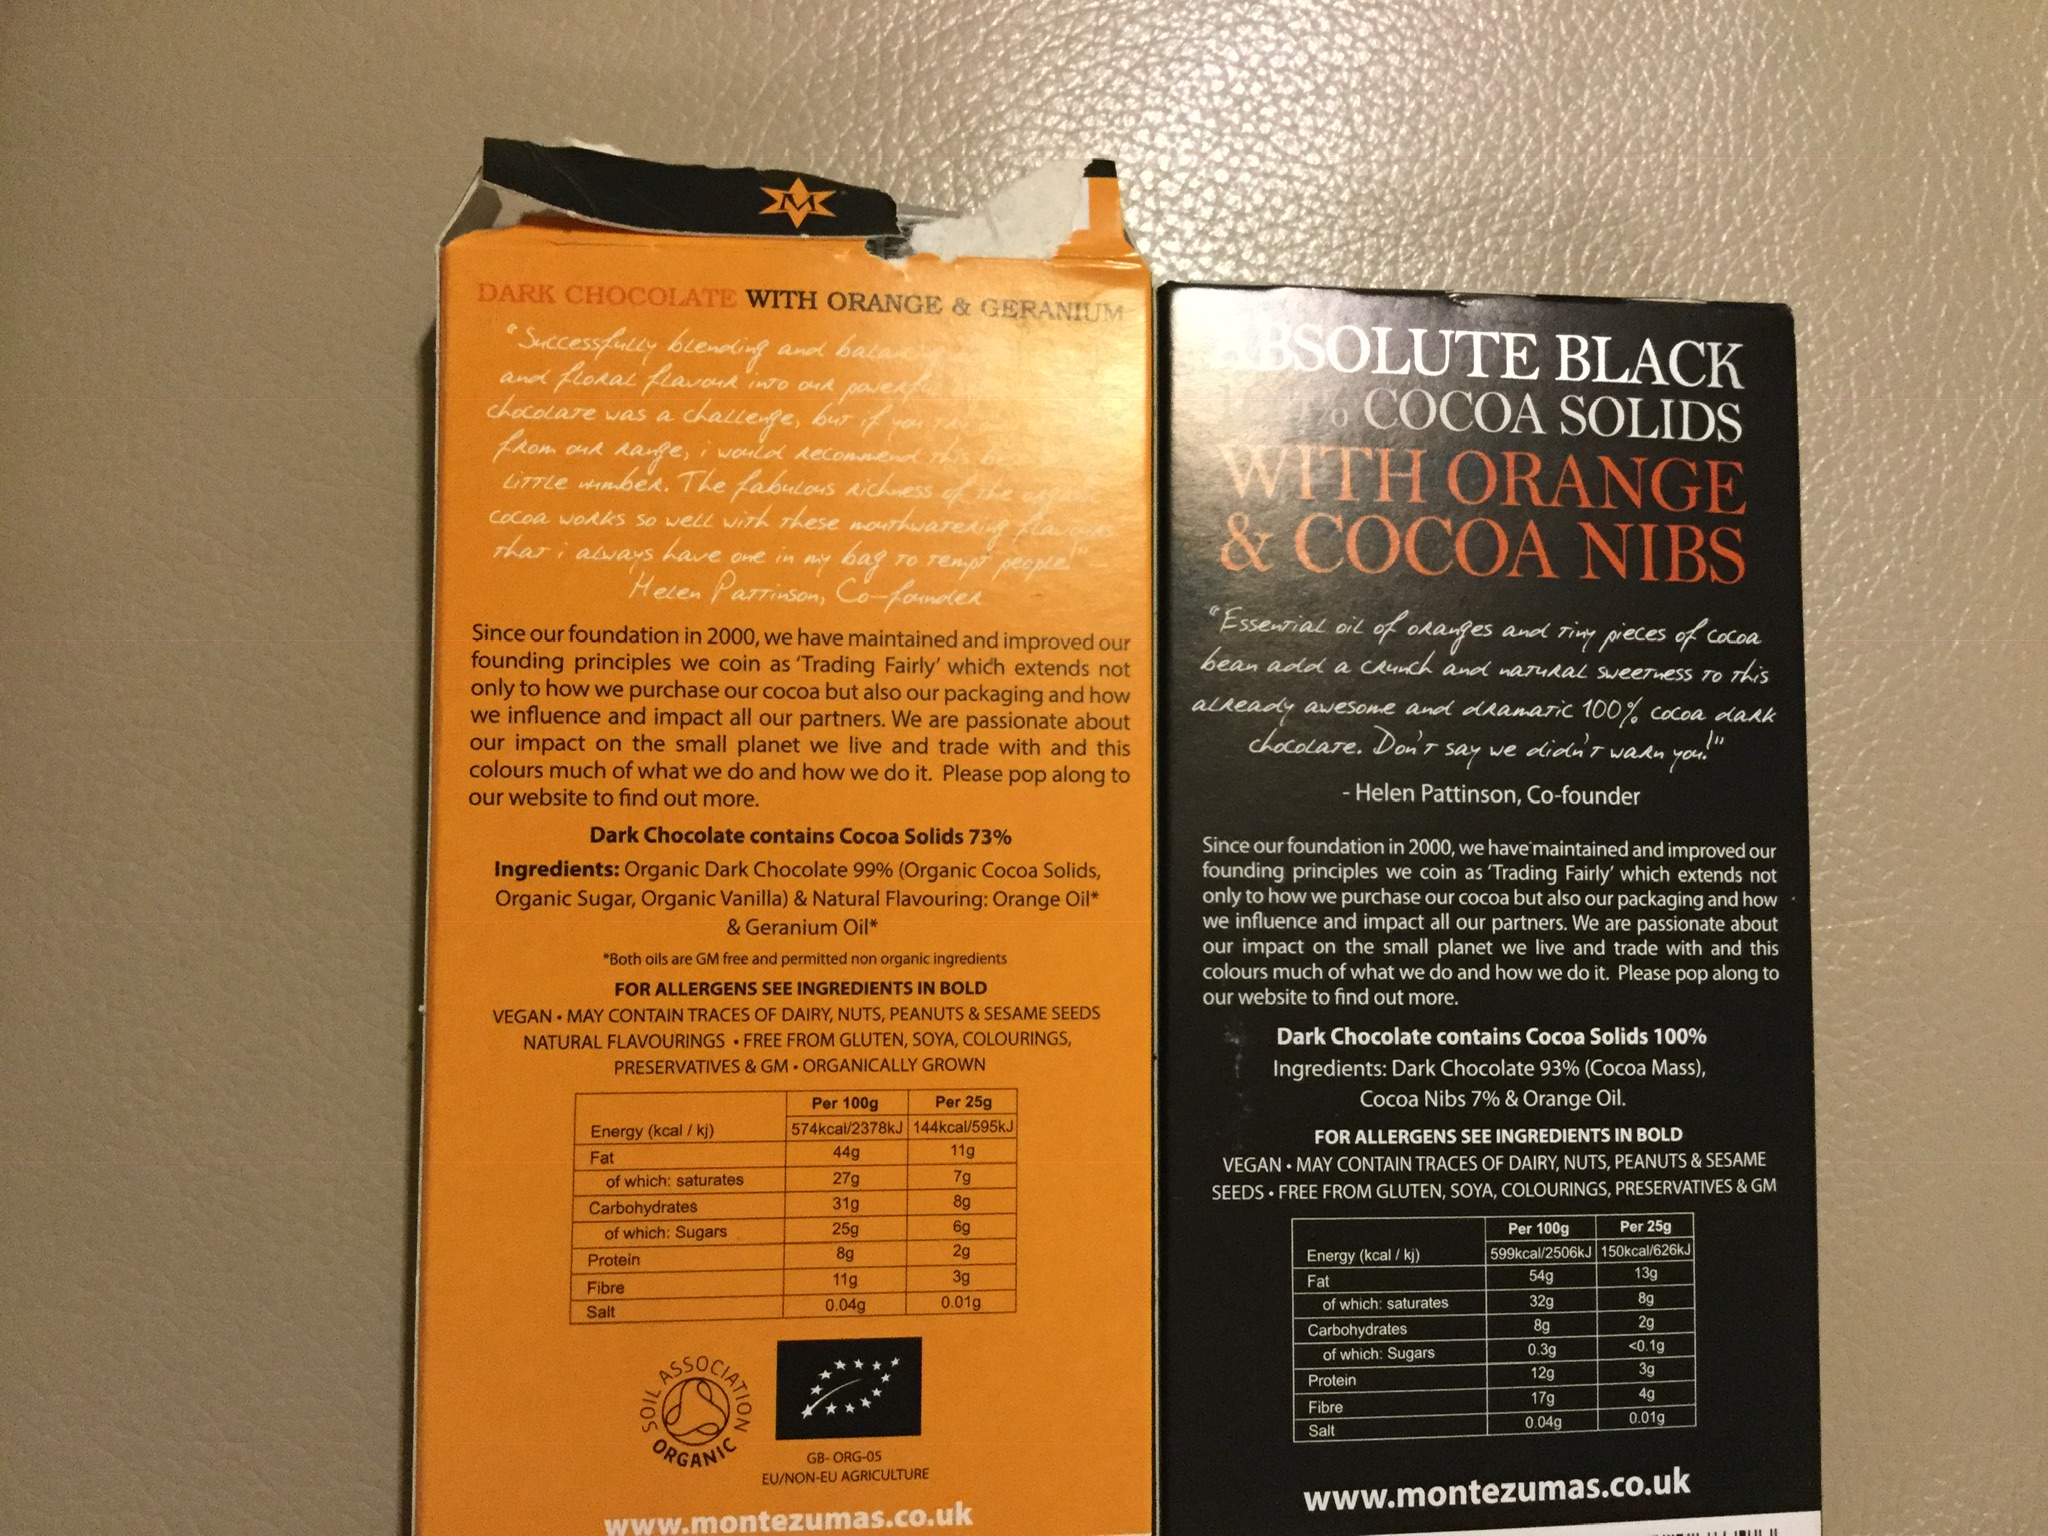 M
DARK CHOCOLATE WITH ORANGE & GERANIUM
"Successfully blending and
and floral flavour into our
chocolate was a challenge, but if you
from our range, i would recommend this
little number. The fabulous richness of the organic
cocoa works so well with these mouthwatering flavours
that i always have one in my bag to tempt people!"
Helen Pattinson, Co-founder
Since our foundation in 2000, we have maintained and improved our
founding principles we coin as 'Trading Fairly' which extends not
only to how we purchase our cocoa but also our packaging and how
we influence and impact all our partners. We are passionate about
our impact on the small planet we live and trade with and this
colours much of what we do and how we do it. Please pop along to
our website to find out more.
Dark Chocolate contains Cocoa Solids 73%
Ingredients: Organic Dark Chocolate 99% (Organic Cocoa Solids,
Organic Sugar, Organic Vanilla) & Natural Flavouring: Orange Oil*
& Geranium Oil*
*Both oils are GM free and permitted non organic ingredients
FOR ALLERGENS SEE INGREDIENTS IN BOLD
VEGAN • MAY CONTAIN TRACES OF DAIRY, NUTS, PEANUTS & SESAME SEEDS
NATURAL FLAVOURINGS • FREE FROM GLUTEN, SOYA, COLOURINGS,
PRESERVATIVES & GM • ORGANICALLY GROWN
Per 100g Per 25g
Energy (kcal / kj) 574kcal/2378kJ 144kcal/595kJ
Fat 44g 11g
of which: saturates 27g 7g
Carbohydrates 31g 8g
of which: Sugars 25g 6g
Protein 8g 2g
Fibre 11g 3g
Salt 0.04g 0.01g
SOIL ASSOCIATION
ORGANIC
GB- ORG-05
EU/NON-EU AGRICULTURE
www.montezumas.co.uk
ABSOLUTE BLACK
COCOA SOLIDS
WITH ORANGE
& COCOA NIBS
"Essential oil of oranges and tiny pieces of cocoa
bean add a crunch and natural sweetness to this
already awesome and dramatic 100% cocoa dark
chocolate. Don't say we didn't warn you!"
- Helen Pattinson, Co-founder
Since our foundation in 2000, we have maintained and improved our
founding principles we coin as 'Trading Fairly' which extends not
only to how we purchase our cocoa but also our packaging and how
we influence and impact all our partners. We are passionate about
our impact on the small planet we live and trade with and this
colours much of what we do and how we do it. Please pop along to
our website to find out more.
Dark Chocolate contains Cocoa Solids 100%
Ingredients: Dark Chocolate 93% (Cocoa Mass),
Cocoa Nibs 7% & Orange Oil.
FOR ALLERGENS SEE INGREDIENTS IN BOLD
VEGAN • MAY CONTAIN TRACES OF DAIRY, NUTS, PEANUTS & SESAME
SEEDS • FREE FROM GLUTEN, SOYA, COLOURINGS, PRESERVATIVES & GM
Per 100g Per 25g
Energy (kcal / kj) 599kcal/2506kJ 150kcal/626kJ
Fat 54g 13g
of which: saturates 32g 8g
Carbohydrates 8g 2g
of which: Sugars 0.3g <0.1g
Protein 12g 3g
Fibre 17g 4g
Salt 0.04g 0.01g
www.montezumas.co.uk